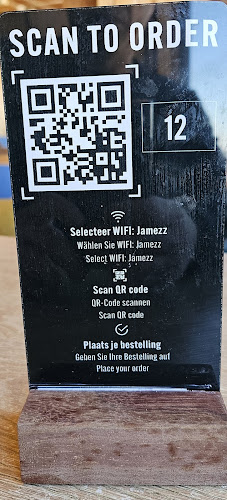 SCAN TO ORDER
12
Selecteer WIFI: Jamezz
Wählen Sie WIFI: Jamezz
Select WIFI: Jamezz
Scan QR code
QR-Code scannen
Scan QR code
Plaats je bestelling
Geben Sie Ihre Bestellung auf
Place your order